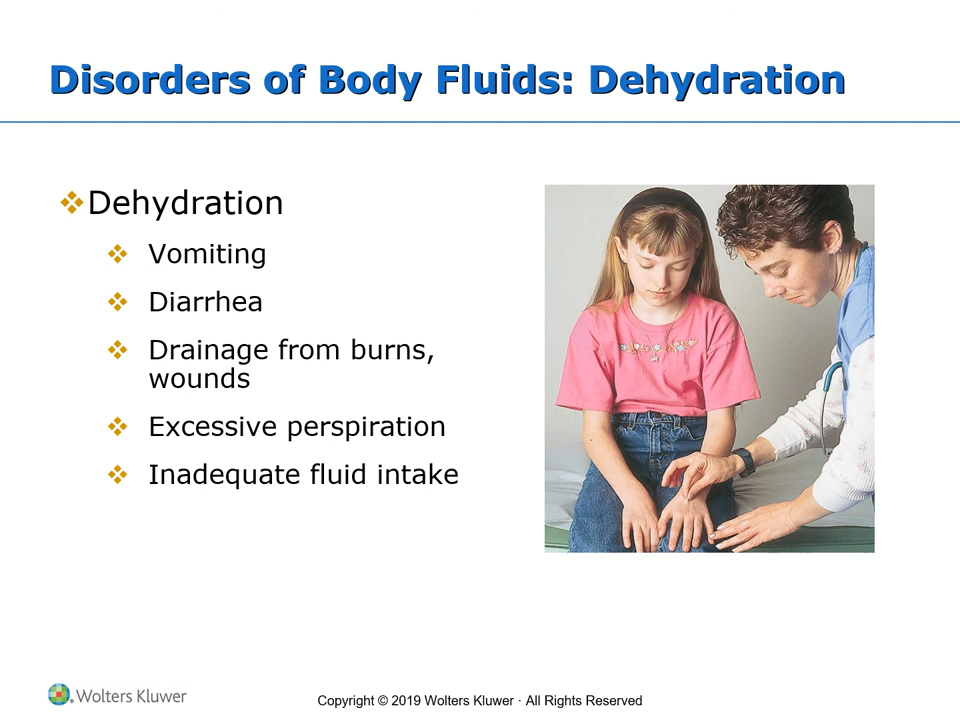 Disorders of Body Fluids: Dehydration
Dehydration
Vomiting
Diarrhea
Drainage from burns,
wounds
Excessive perspiration
Inadequate fluid intake
Wolters Kluwer
Copyright © 2019 Wolters Kluwer · All Rights Reserved